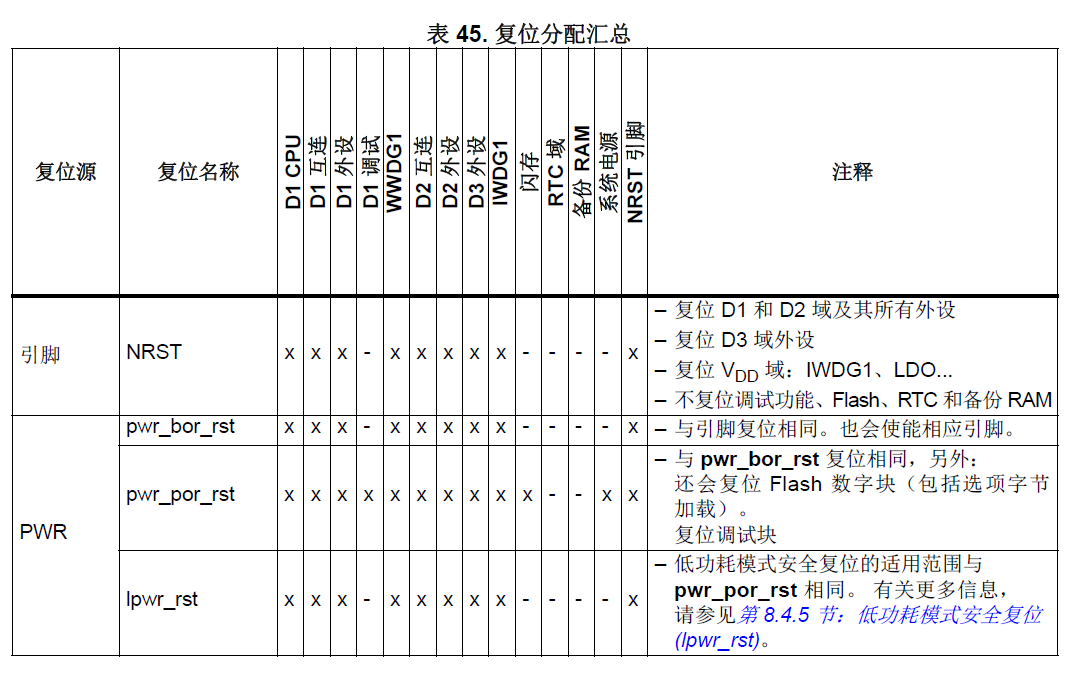 表 45. 复位分配汇总
复位源 复位名称 D1 CPU D1 互连 D1 外设 D1 调试 WWDG1 D2 互连 D2 外设 D3 外设 IWDG1 闪存 RTC 域 备份 RAM 系统电源 NRST 引脚 注释
引脚 NRST x x x - x x x x x - - - - x
– 复位 D1 和 D2 域及其所有外设
– 复位 D3 域外设
– 复位 VDD 域：IWDG1、LDO...
– 不复位调试功能、Flash、RTC 和备份 RAM
PWR
pwr_bor_rst x x x - x x x x x - - - - x – 与引脚复位相同。也会使能相应引脚。
pwr_por_rst x x x x x x x x x x - - x x
– 与 pwr_bor_rst 复位相同，另外：
还会复位 Flash 数字块（包括选项字节
加载）。
复位调试块
lpwr_rst x x x - x x x x x - - - - x
– 低功耗模式安全复位的适用范围与
pwr_por_rst 相同。 有关更多信息，
请参见第 8.4.5 节：低功耗模式安全复位
(lpwr_rst)。